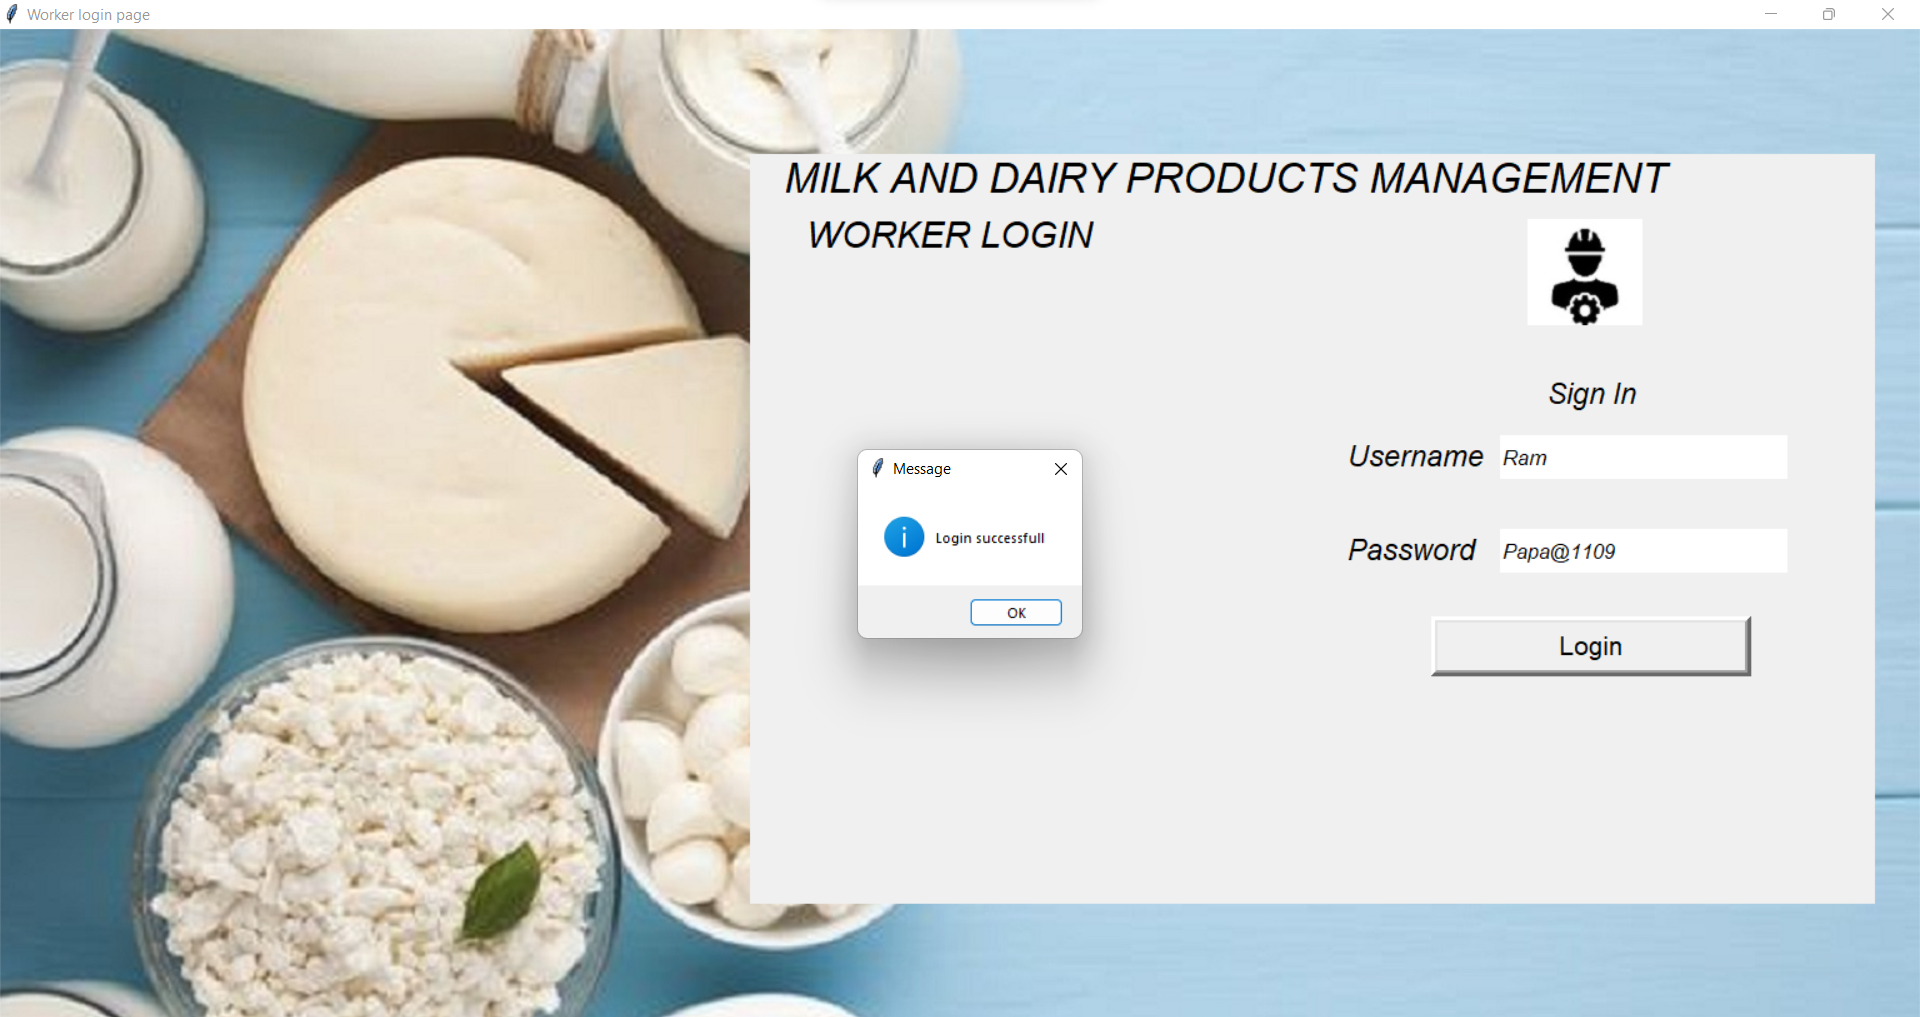 Worker login page
MILK AND DAIRY PRODUCTS MANAGEMENT
WORKER LOGIN
Sign In
Username Ram
Password Papa@1109
Login
Message
Login successfull
OK